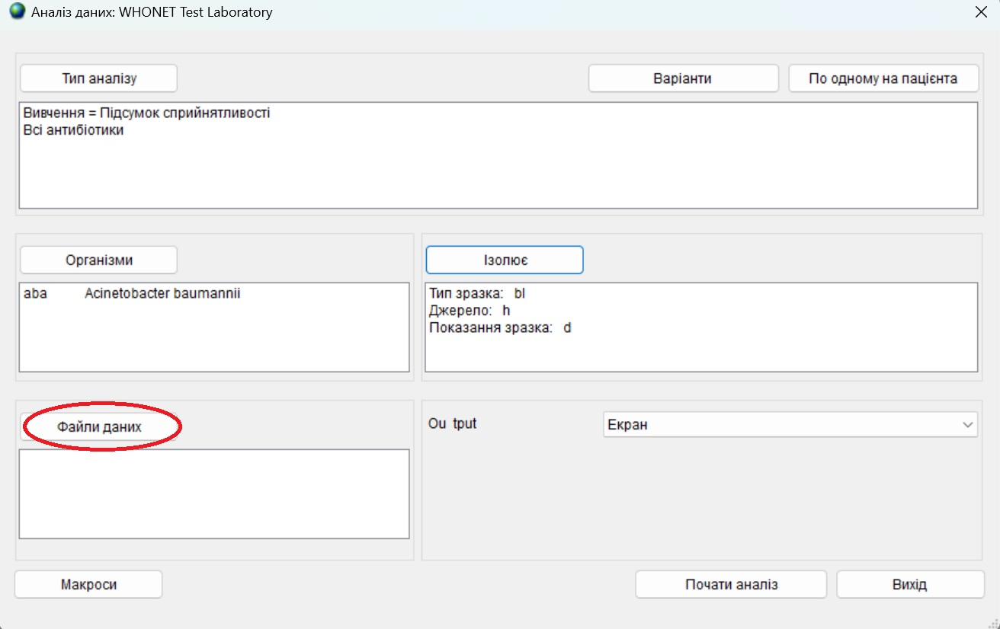 Аналіз даних: WHONET Test Laboratory
Тип аналізу
Варіанти
По одному на пацієнта
Вивчення = Підсумок сприйнятливості
Всі антибіотики
Організми
aba Acinetobacter baumannii
Ізолює
Тип зразка: bl
Джерело: h
Показання зразка: d
Файли даних
Ou tput
Екран
Макроси
Почати аналіз
Вихід